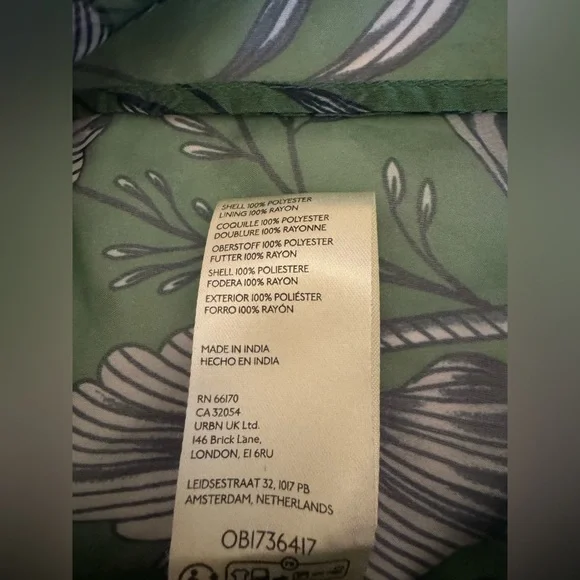 SHELL 100% POLYESTER
LINING 100% RAYON
COQUILLE 100% POLYESTER
DOUBLURE 100% RAYONNE
OBERSTOFF 100% POLYESTER
FUTTER 100% RAYON
SHELL 100% POLIESTERE
FODERA 100% RAYON
EXTERIOR 100% POLIÉSTER
FORRO 100% RAYÓN
MADE IN INDIA
HECHO EN INDIA
RN 66170
CA 32054
URBN UK Ltd.
146 Brick Lane,
LONDON, E1 6RU
LEIDSESTRAAT 32, 1017 PB
AMSTERDAM, NETHERLANDS
OB1736417